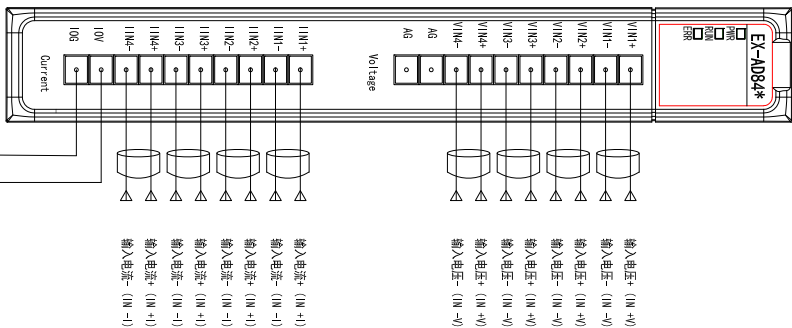 EX-AD84*
PWR
RUN
ERR
VIN1+
VIN1-
VIN2+
VIN2-
VIN3+
VIN3-
VIN4+
VIN4-
AG
AG
Voltage
IIN1+
IIN1-
IIN2+
IIN2-
IIN3+
IIN3-
IIN4+
IIN4-
IOV
IOG
Current
输入电压+ (IN +V)
输入电压- (IN -V)
输入电压+ (IN +V)
输入电压- (IN -V)
输入电压+ (IN +V)
输入电压- (IN -V)
输入电压+ (IN +V)
输入电压- (IN -V)
输入电流+ (IN +I)
输入电流- (IN -I)
输入电流+ (IN +I)
输入电流- (IN -I)
输入电流+ (IN +I)
输入电流- (IN -I)
输入电流+ (IN +I)
输入电流- (IN -I)